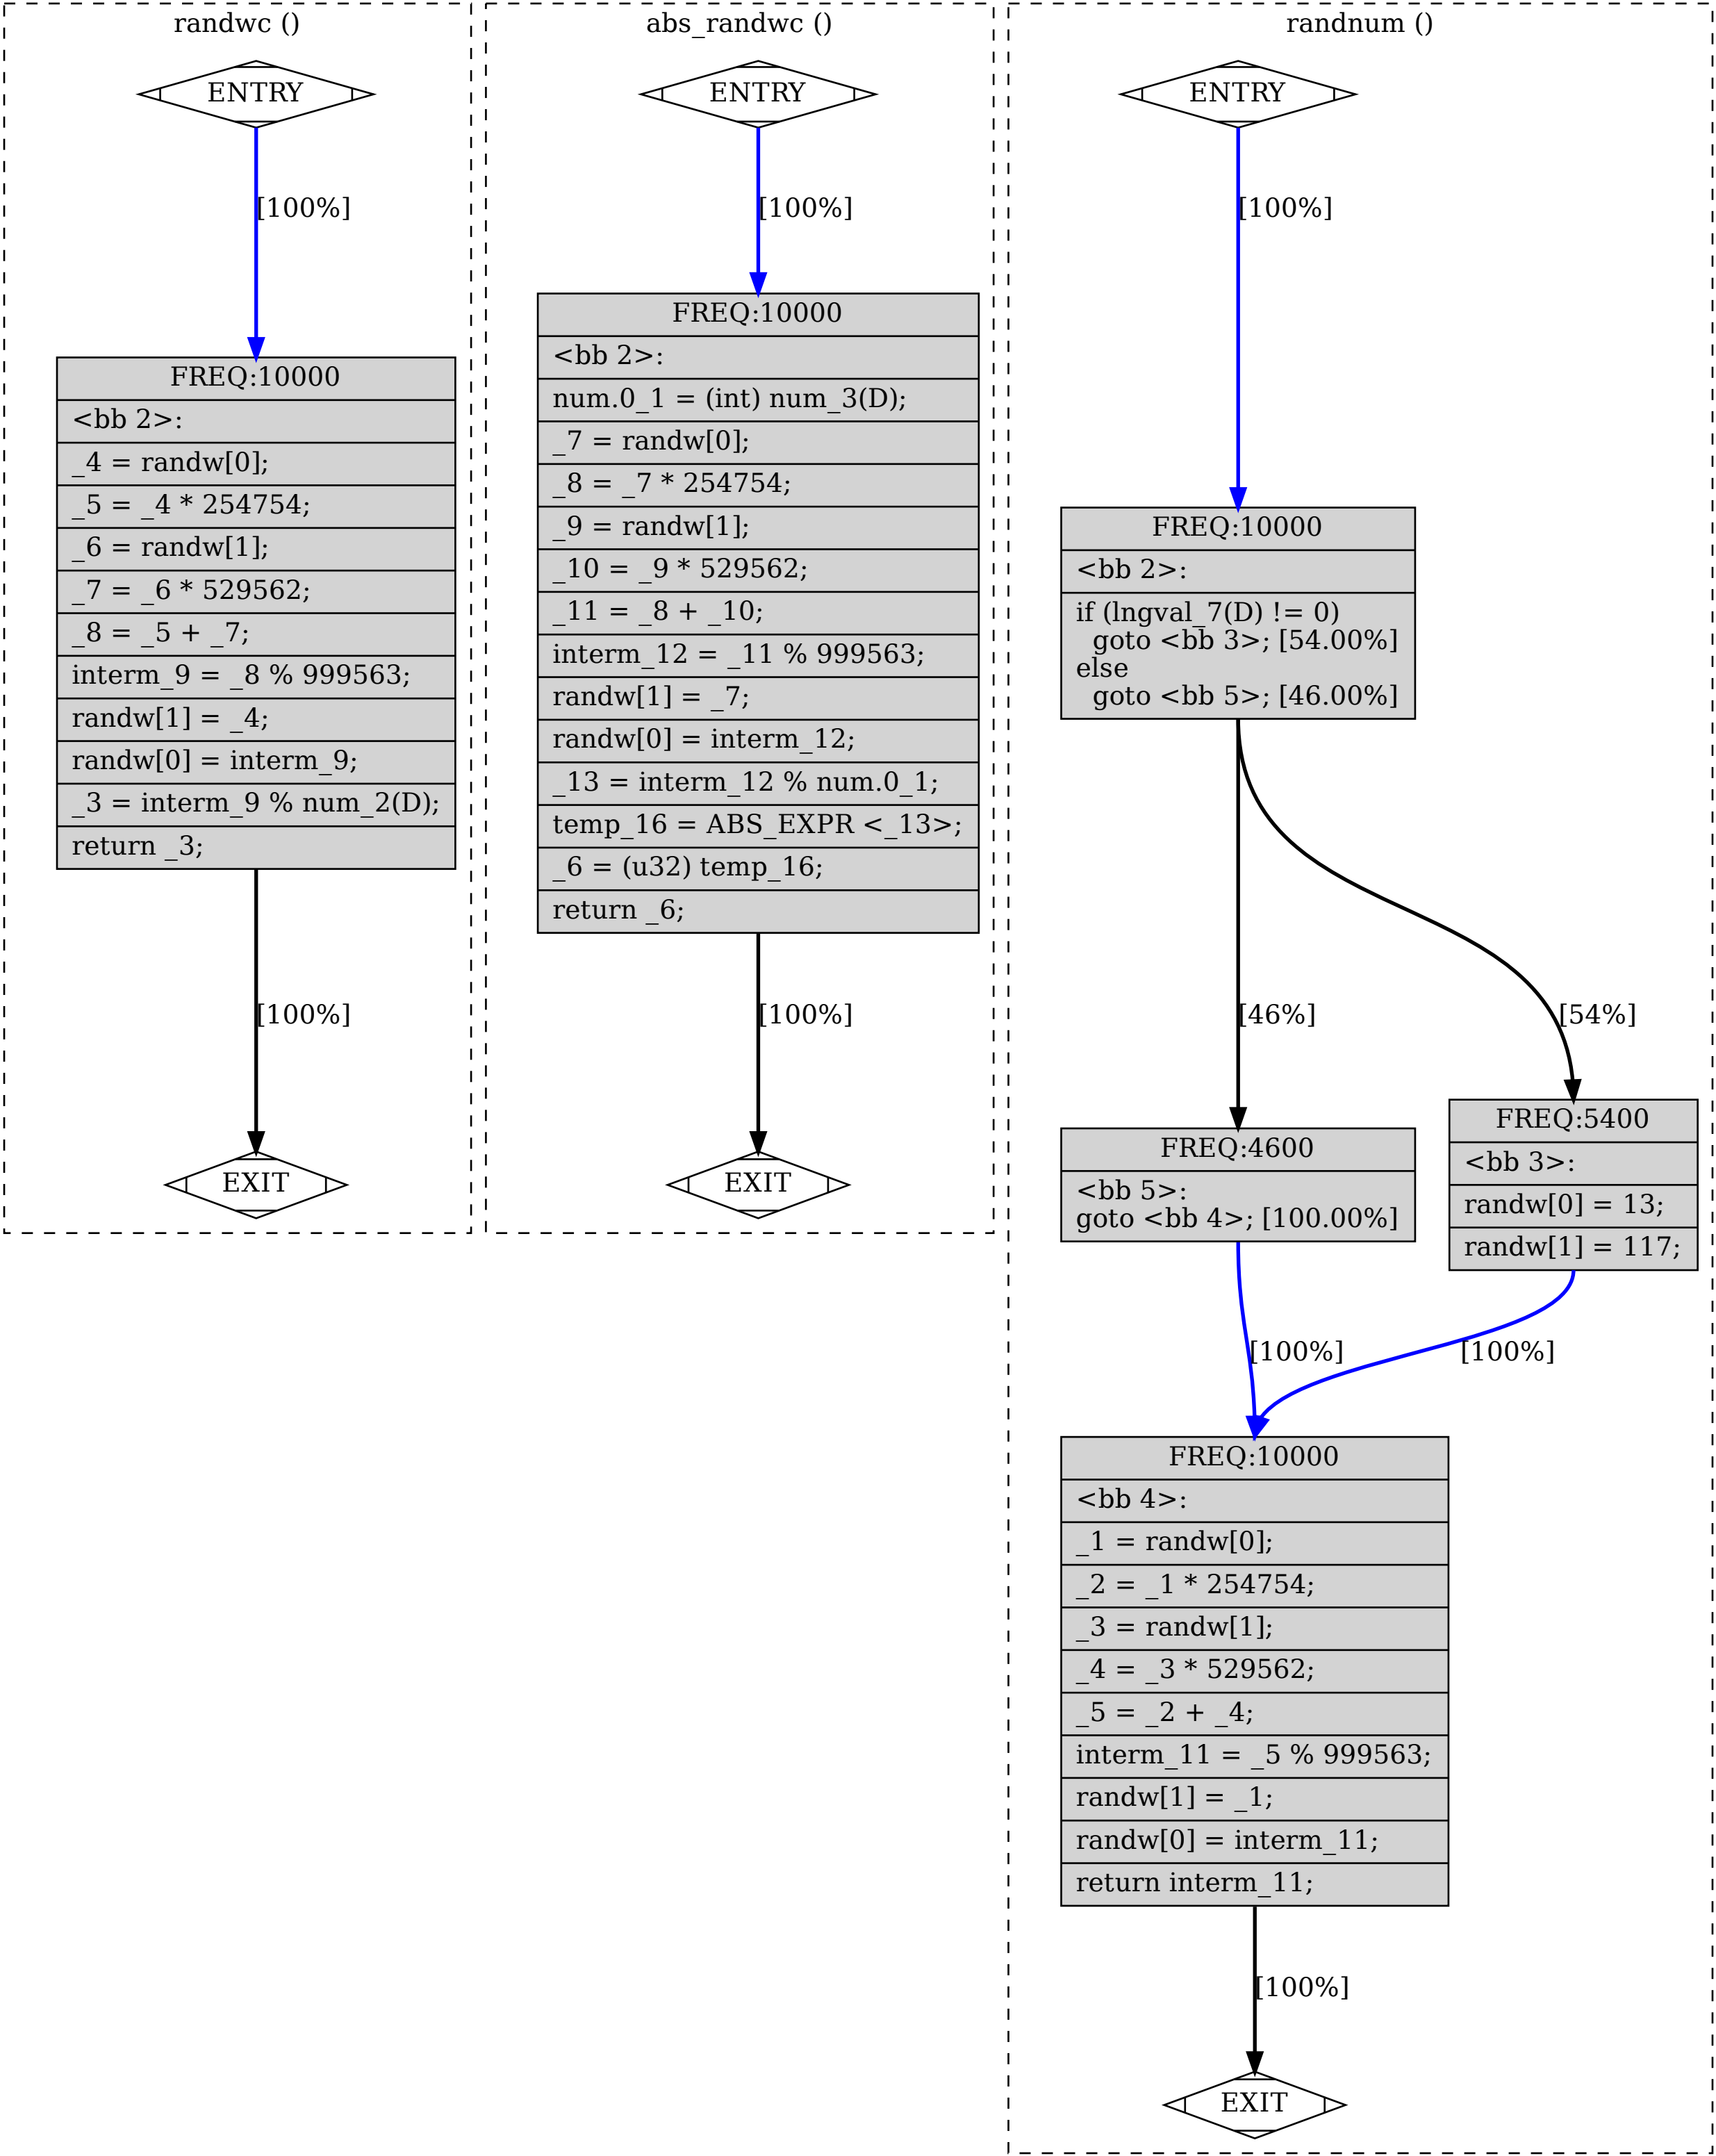 randwc ()
ENTRY
[100%]
FREQ:10000
<bb 2>:
_4 = randw[0];
_5 = _4 * 254754;
_6 = randw[1];
_7 = _6 * 529562;
_8 = _5 + _7;
interm_9 = _8 % 999563;
randw[1] = _4;
randw[0] = interm_9;
_3 = interm_9 % num_2(D);
return _3;
[100%]
EXIT
abs_randwc ()
ENTRY
[100%]
FREQ:10000
<bb 2>:
num.0_1 = (int) num_3(D);
_7 = randw[0];
_8 = _7 * 254754;
_9 = randw[1];
_10 = _9 * 529562;
_11 = _8 + _10;
interm_12 = _11 % 999563;
randw[1] = _7;
randw[0] = interm_12;
_13 = interm_12 % num.0_1;
temp_16 = ABS_EXPR <_13>;
_6 = (u32) temp_16;
return _6;
[100%]
EXIT
randnum ()
ENTRY
[100%]
FREQ:10000
<bb 2>:
if (lngval_7(D) != 0)
goto <bb 3>; [54.00%]
else
goto <bb 5>; [46.00%]
[46%]
[54%]
FREQ:4600
<bb 5>:
goto <bb 4>; [100.00%]
FREQ:5400
<bb 3>:
randw[0] = 13;
randw[1] = 117;
[100%]
[100%]
FREQ:10000
<bb 4>:
_1 = randw[0];
_2 = _1 * 254754;
_3 = randw[1];
_4 = _3 * 529562;
_5 = _2 + _4;
interm_11 = _5 % 999563;
randw[1] = _1;
randw[0] = interm_11;
return interm_11;
[100%]
EXIT